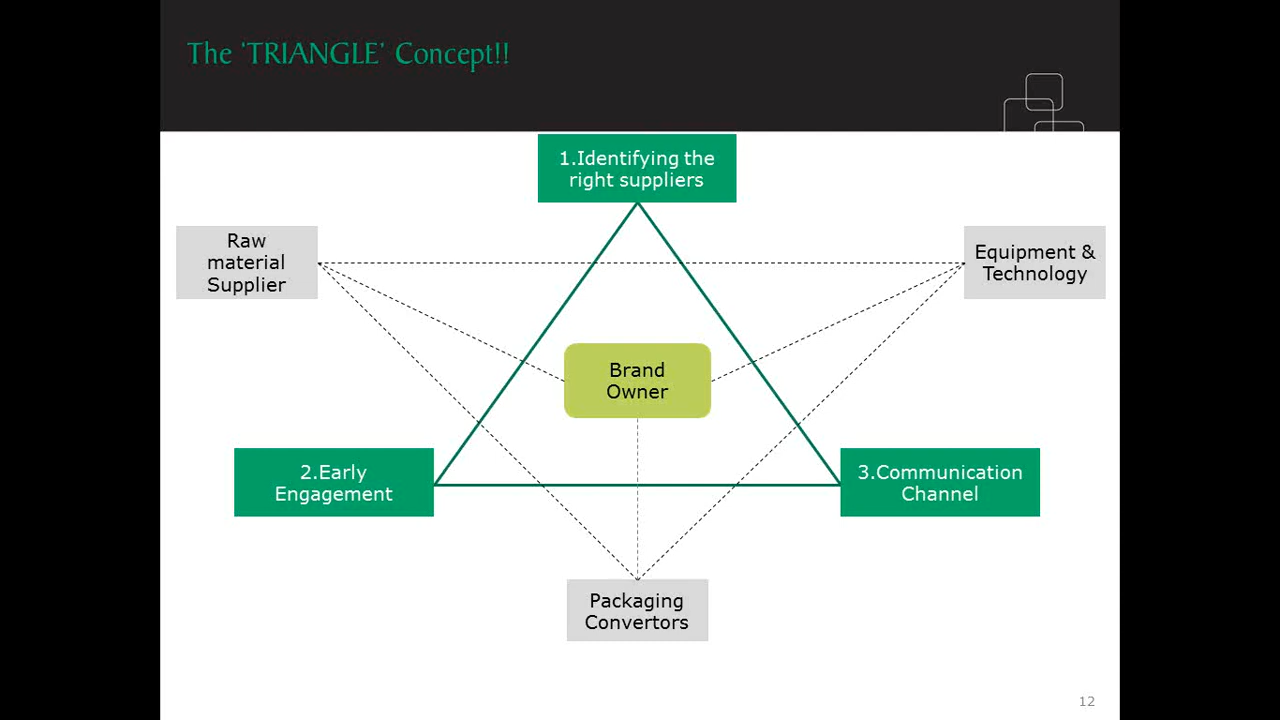 The ‘TRIANGLE’ Concept!!
1.Identifying the
right suppliers
Raw
material
Supplier
Equipment &
Technology
Brand
Owner
2.Early
Engagement
3.Communication
Channel
Packaging
Convertors
12